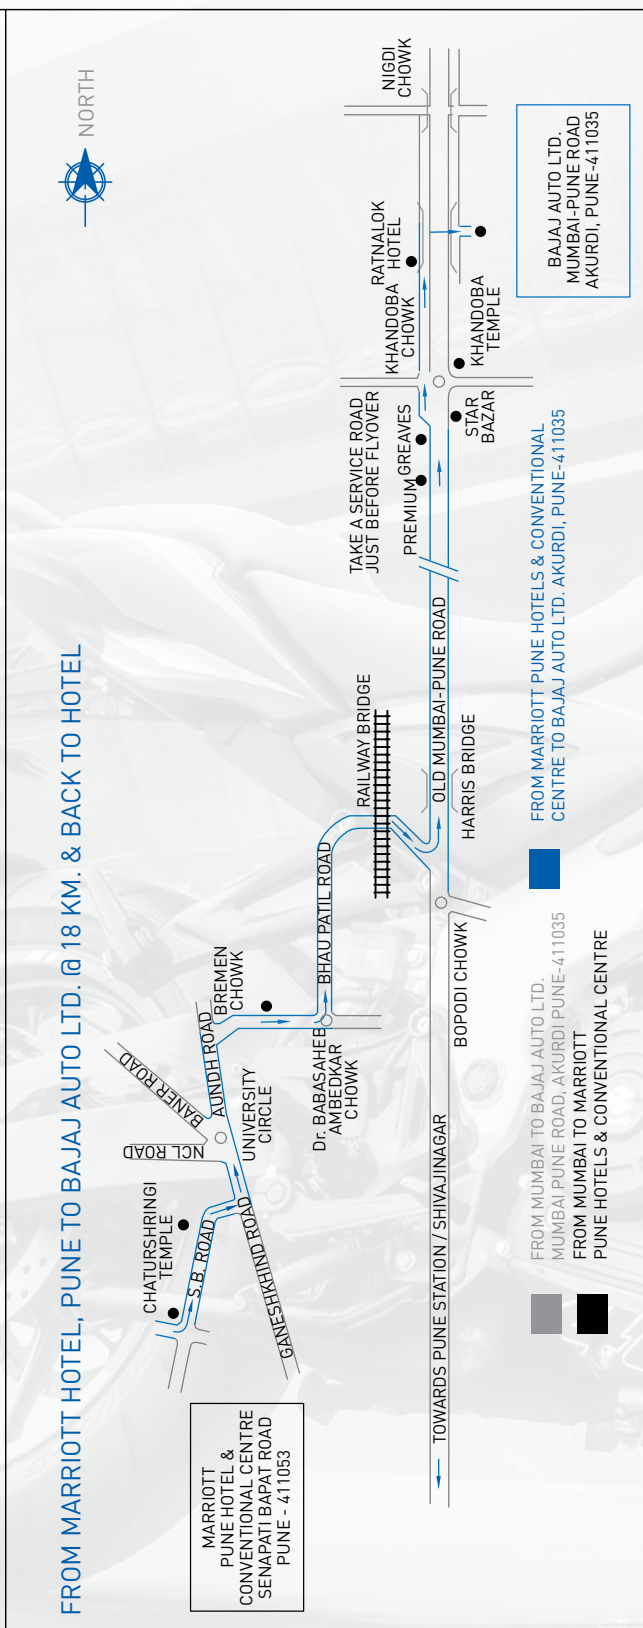 FROM MARRIOTT HOTEL, PUNE TO BAJAJ AUTO LTD. @ 18 KM. & BACK TO HOTEL
NORTH
MARRIOTT
PUNE HOTEL &
CONVENTIONAL CENTRE
SENAPATI BAPAT ROAD
PUNE - 411053
CHATURSHRINGI
TEMPLE
S.B. ROAD
GANESHKHIND ROAD
NCL ROAD
BANER ROAD
AUNDH ROAD
UNIVERSITY
CIRCLE
BREMEN
CHOWK
Dr. BABASAHEB
AMBEDKAR
CHOWK
BHAU PATIL ROAD
RAILWAY BRIDGE
TOWARDS PUNE STATION / SHIVAJINAGAR
BOPODI CHOWK
OLD MUMBAI-PUNE ROAD
HARRIS BRIDGE
TAKE A SERVICE ROAD
JUST BEFORE FLYOVER
PREMIUM
GREAVES
STAR
BAZAR
KHANDOBA
CHOWK
KHANDOBA
TEMPLE
RATNALOK
HOTEL
NIGDI
CHOWK
BAJAJ AUTO LTD.
MUMBAI-PUNE ROAD
AKURDI, PUNE-411035
FROM MUMBAI TO BAJAJ AUTO LTD.
MUMBAI PUNE ROAD, AKURDI PUNE-411035
FROM MUMBAI TO MARRIOTT
PUNE HOTELS & CONVENTIONAL CENTRE
FROM MARRIOTT PUNE HOTELS & CONVENTIONAL
CENTRE TO BAJAJ AUTO LTD. AKURDI, PUNE-411035